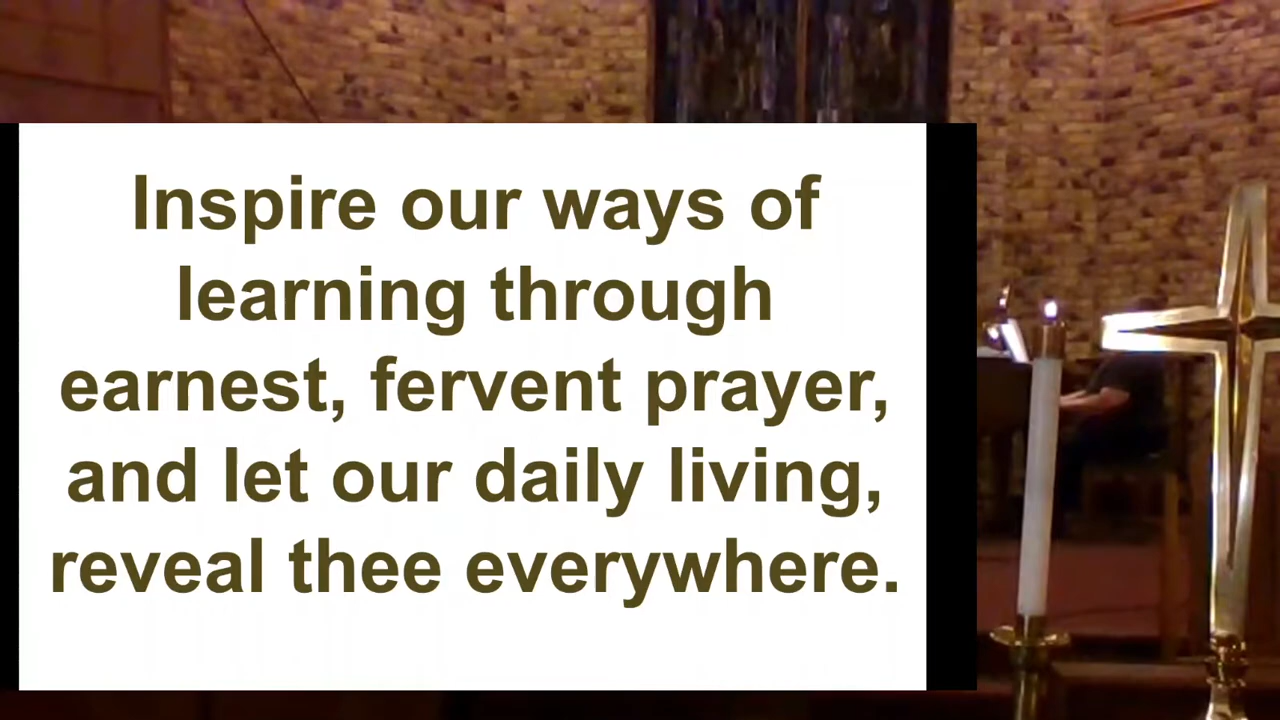 Inspire our ways of
learning through
earnest, fervent prayer,
and let our daily living,
reveal thee everywhere.